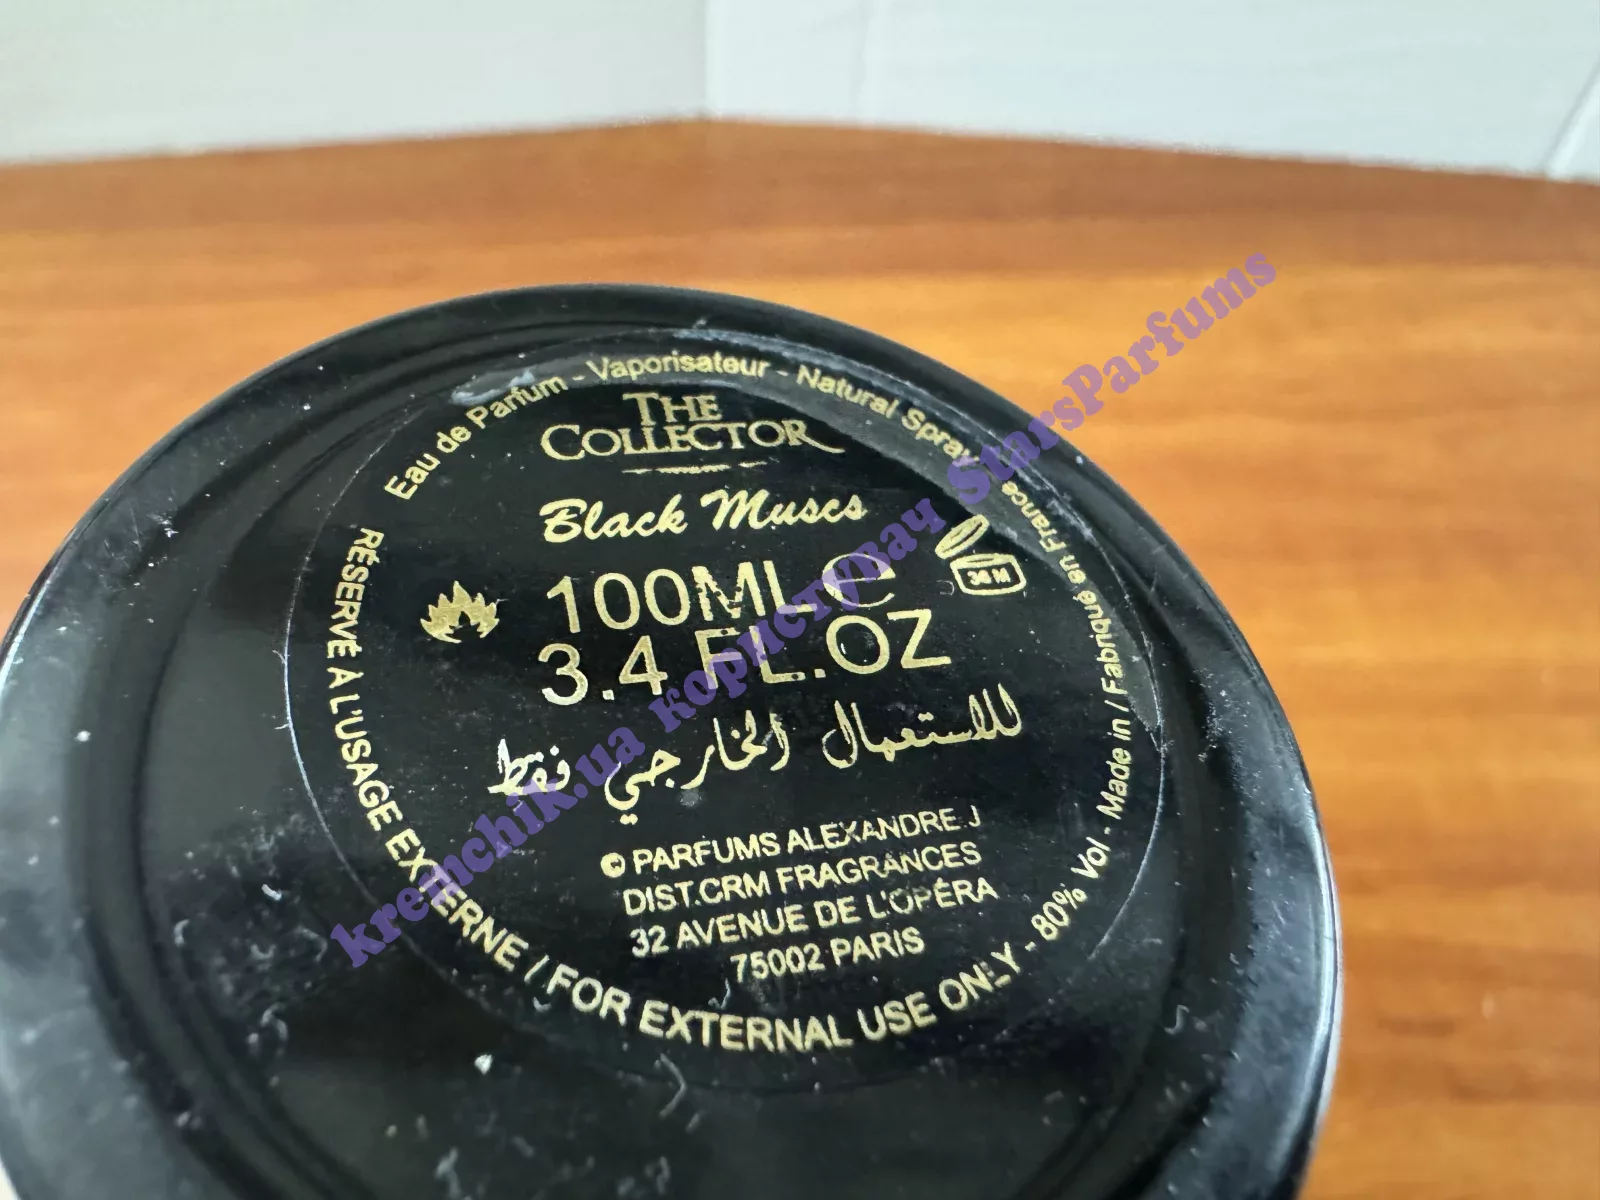 Eau de Parfum - Vaporisateur - Natural Spray
THE
COLLECTOR
Black Muscs
100ML e
3.4 FL.OZ
36 M
للاستعمال الخارجي فقط
© PARFUMS ALEXANDRE.J
DIST.CRM FRAGRANCES
32 AVENUE DE L'OPÉRA
75002 PARIS
RÉSERVÉ À L'USAGE EXTERNE / FOR EXTERNAL USE ONLY - 80% Vol - Made in / Fabriqué en France
kremchik.ua користувач StarsParfums